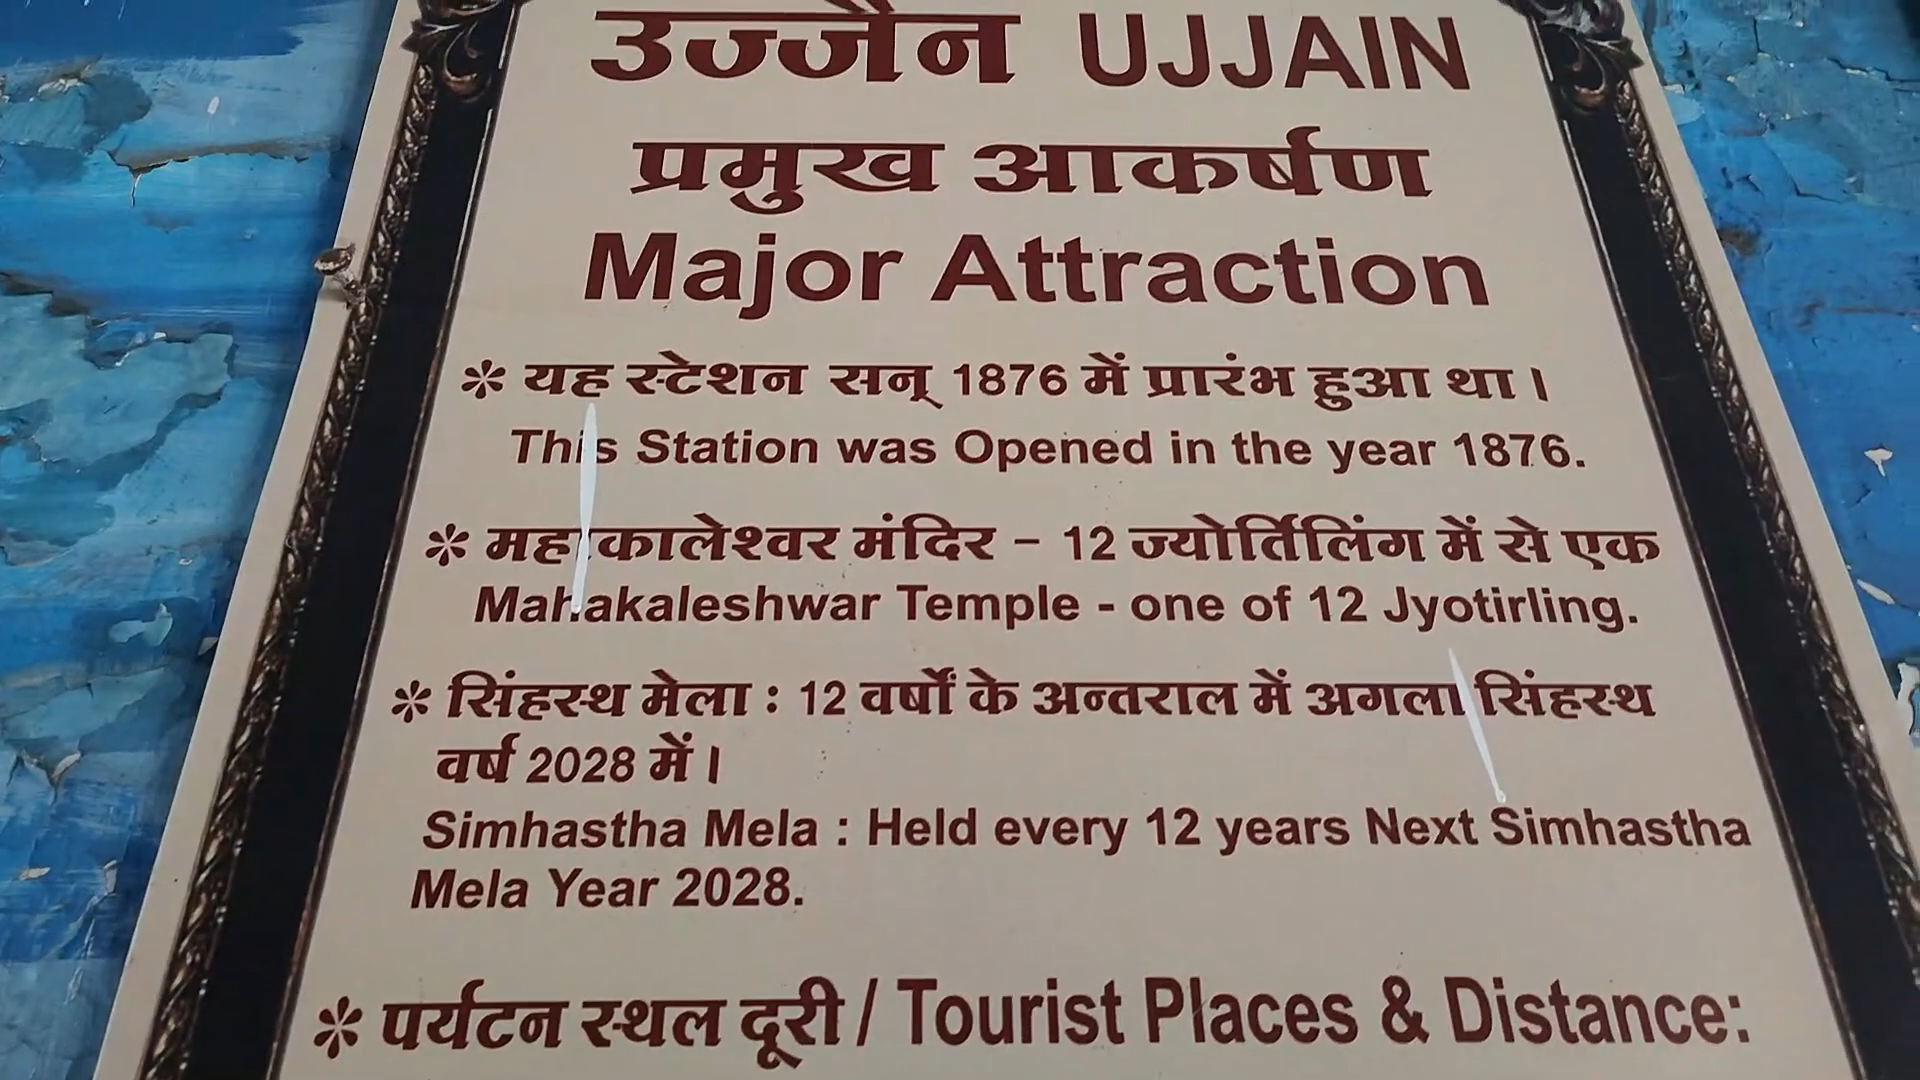 उज्जैन UJJAIN
प्रमुख आकर्षण
Major Attraction
* यह स्टेशन सन् 1876 में प्रारंभ हुआ था।
This Station was Opened in the year 1876.
* महाकालेश्वर मंदिर - 12 ज्योर्तिलिंग में से एक
Mahakaleshwar Temple - one of 12 Jyotirling.
* सिंहस्थ मेला : 12 वर्षों के अन्तराल में अगला सिंहस्थ
वर्ष 2028 में।
Simhastha Mela : Held every 12 years Next Simhastha
Mela Year 2028.
* पर्यटन स्थल दूरी / Tourist Places & Distance: